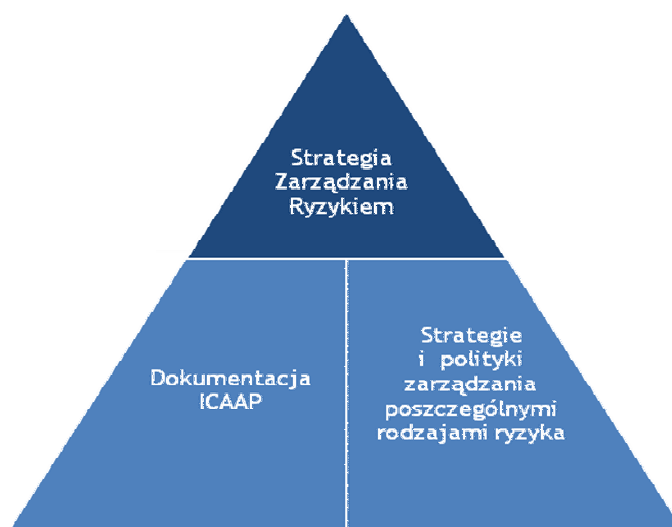 Strategia
Zarządzania
Ryzykiem
Dokumentacja
ICAAP
Strategie
i polityki
zarządzania
poszczególnymi
rodzajami ryzyka